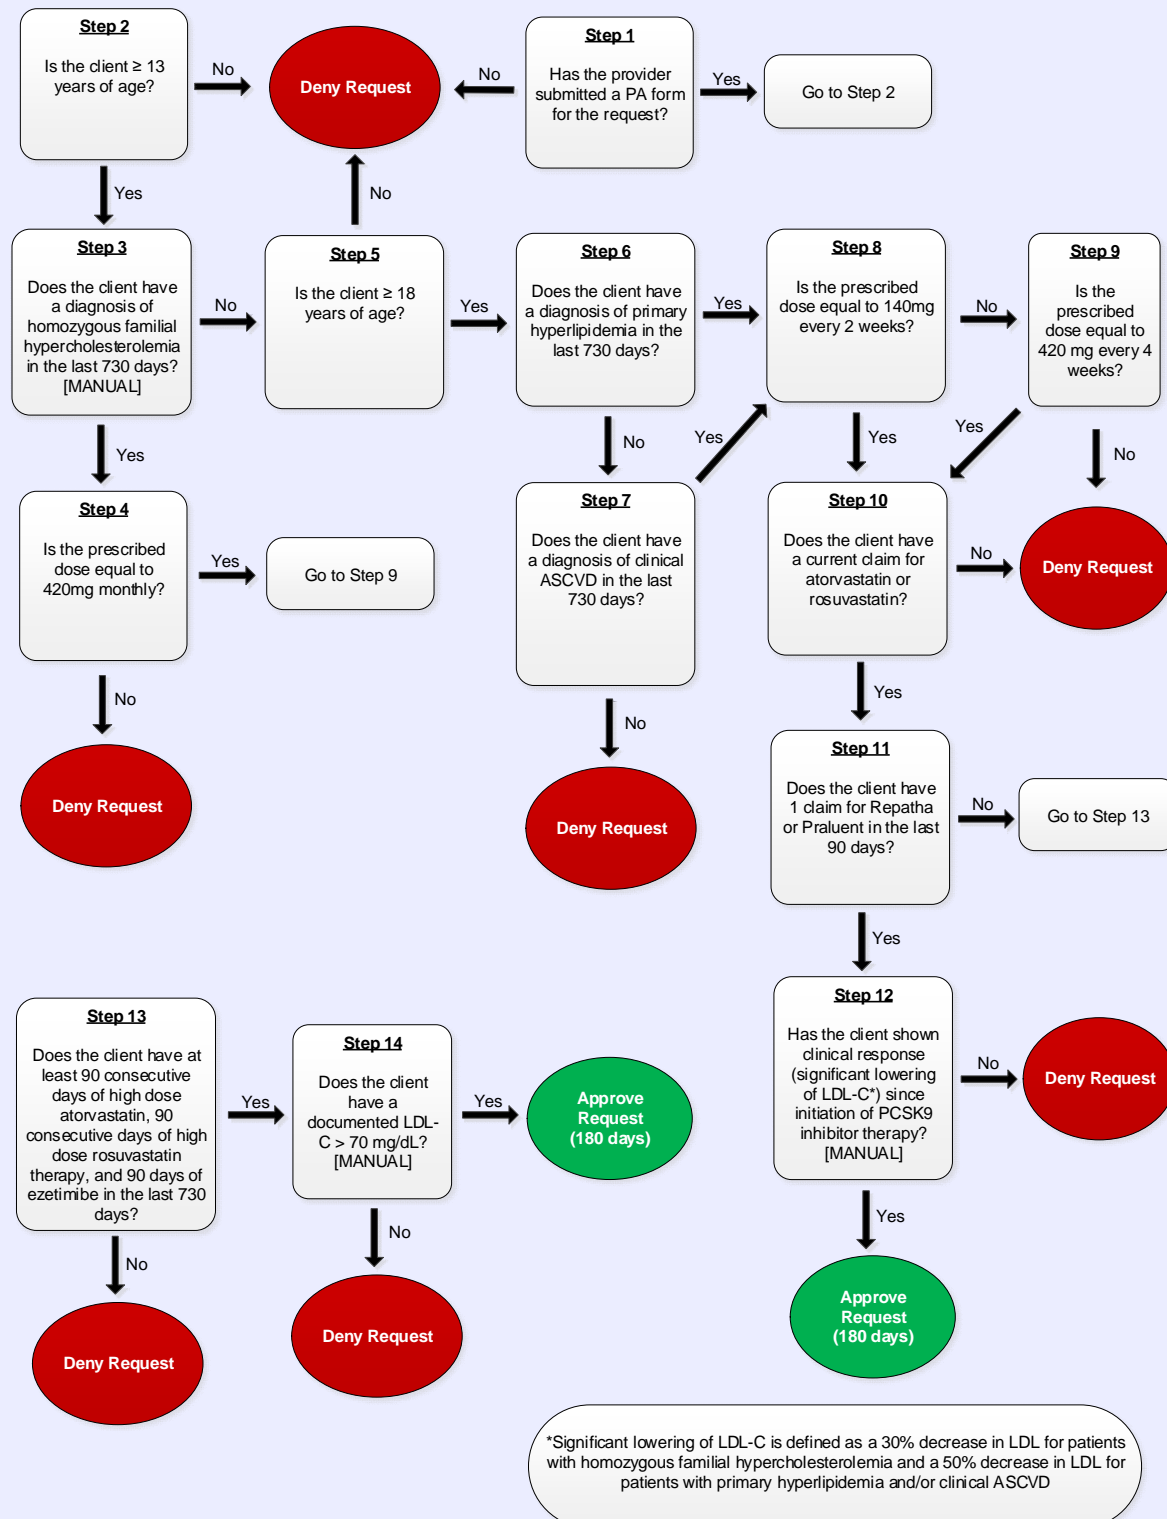 Step 2
Is the client ≥ 13
years of age?
No
Deny Request
No
Step 1
Has the provider
submitted a PA form
for the request?
Yes
Go to Step 2
Yes
No
Step 3
Does the client have
a diagnosis of
homozygous familial
hypercholesterolemia
in the last 730 days?
[MANUAL]
No
Step 5
Is the client ≥ 18
years of age?
Yes
Step 6
Does the client have
a diagnosis of primary
hyperlipidemia in the
last 730 days?
Yes
Step 8
Is the prescribed
dose equal to 140mg
every 2 weeks?
No
Step 9
Is the
prescribed
dose equal to
420 mg every 4
weeks?
Yes
No
Yes
Yes
Yes
No
Step 4
Is the prescribed
dose equal to
420mg monthly?
Yes
Go to Step 9
Step 7
Does the client have
a diagnosis of clinical
ASCVD in the last
730 days?
Step 10
Does the client have
a current claim for
atorvastatin or
rosuvastatin?
No
Deny Request
No
No
Yes
Deny Request
Deny Request
Step 11
Does the client have
1 claim for Repatha
or Praluent in the last
90 days?
No
Go to Step 13
Yes
Step 13
Does the client have at
least 90 consecutive
days of high dose
atorvastatin, 90
consecutive days of high
dose rosuvastatin
therapy, and 90 days of
ezetimibe in the last 730
days?
Yes
Step 14
Does the client
have a
documented LDL-
C > 70 mg/dL?
[MANUAL]
Yes
Approve
Request
(180 days)
Step 12
Has the client shown
clinical response
(significant lowering
of LDL-C*) since
initiation of PCSK9
inhibitor therapy?
[MANUAL]
No
Deny Request
No
No
Yes
Deny Request
Deny Request
Approve
Request
(180 days)
*Significant lowering of LDL-C is defined as a 30% decrease in LDL for patients
with homozygous familial hypercholesterolemia and a 50% decrease in LDL for
patients with primary hyperlipidemia and/or clinical ASCVD